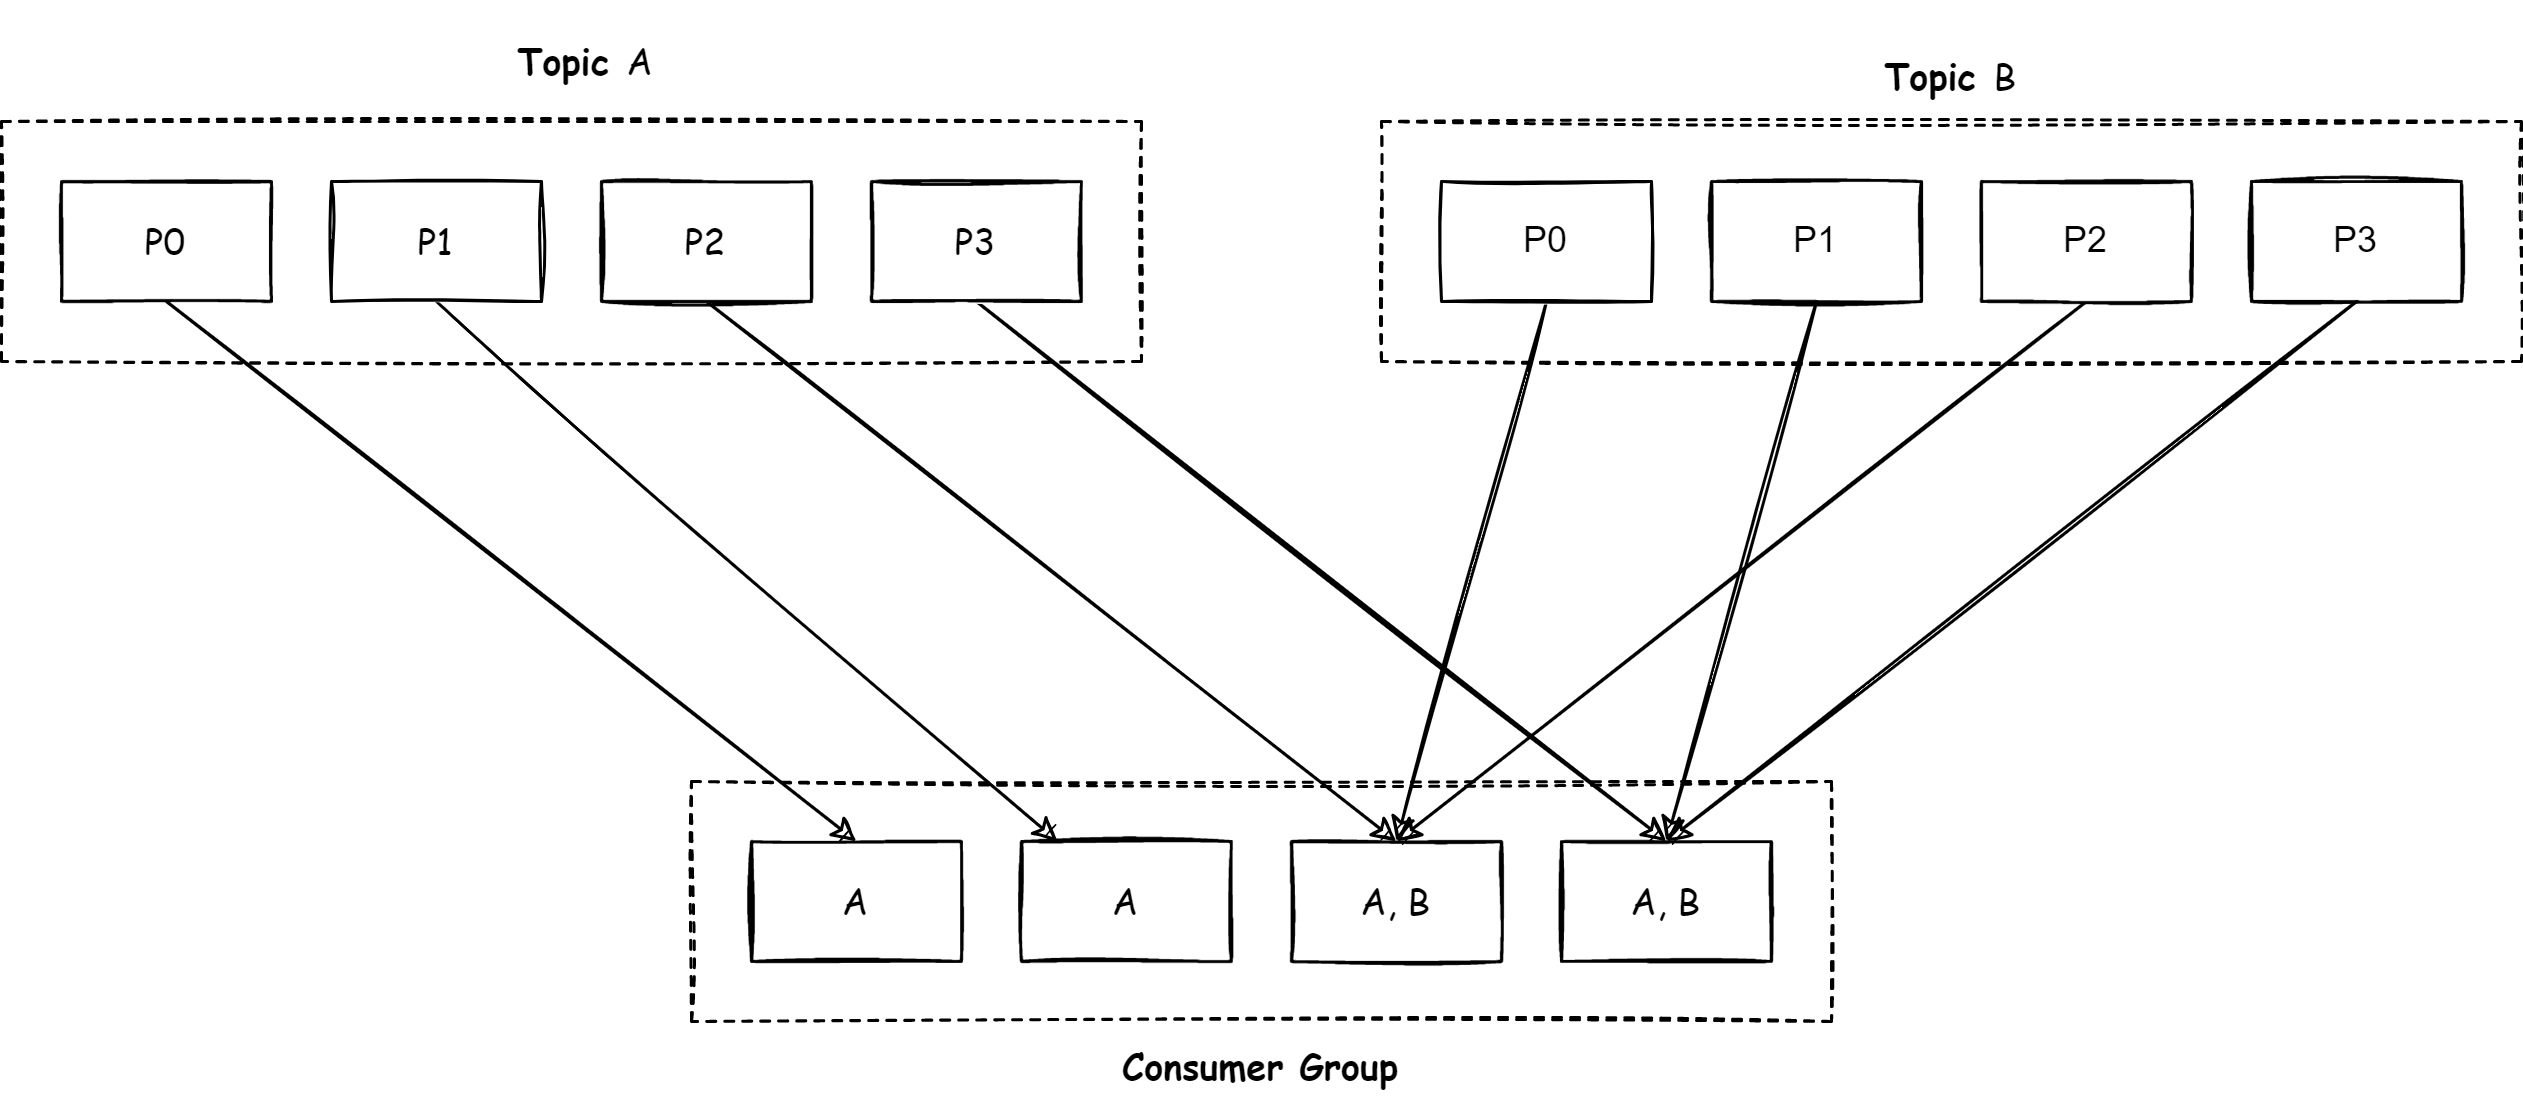 Topic A
P0
P1
P2
P3
Topic B
P0
P1
P2
P3
A
A
A, B
A, B
Consumer Group